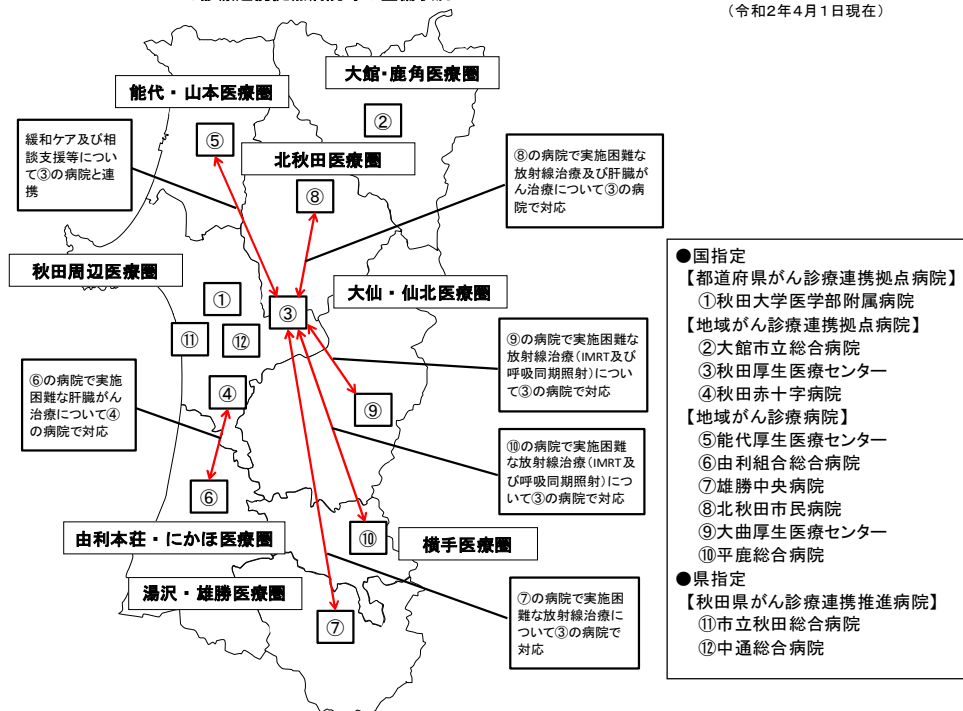 (令和2年4月1日現在)
大館・鹿角医療圏
能代・山本医療圏
②
⑤
緩和ケア及び相
談支援等につい
て③の病院と連
携
北秋田医療圏
⑧
⑧の病院で実施困難な
放射線治療及び肝臓が
ん治療について③の病
院で対応
秋田周辺医療圏
大仙・仙北医療圏
①
③
⑪
⑫
⑨の病院で実施困難な
放射線治療(IMRT及び
呼吸同期照射)につい
て③の病院で対応
⑥の病院で実施
困難な肝臓がん
治療について④
の病院で対応
④
⑨
⑩の病院で実施困難
な放射線治療(IMRT及
び呼吸同期照射)につ
いて③の病院で対応
⑥
⑩
由利本荘・にかほ医療圏
横手医療圏
湯沢・雄勝医療圏
⑦
⑦の病院で実施困
難な放射線治療に
ついて③の病院で
対応
●国指定
【都道府県がん診療連携拠点病院】
①秋田大学医学部附属病院
【地域がん診療連携拠点病院】
②大館市立総合病院
③秋田厚生医療センター
④秋田赤十字病院
【地域がん診療病院】
⑤能代厚生医療センター
⑥由利組合総合病院
⑦雄勝中央病院
⑧北秋田市民病院
⑨大曲厚生医療センター
⑩平鹿総合病院
●県指定
【秋田県がん診療連携推進病院】
⑪市立秋田総合病院
⑫中通総合病院